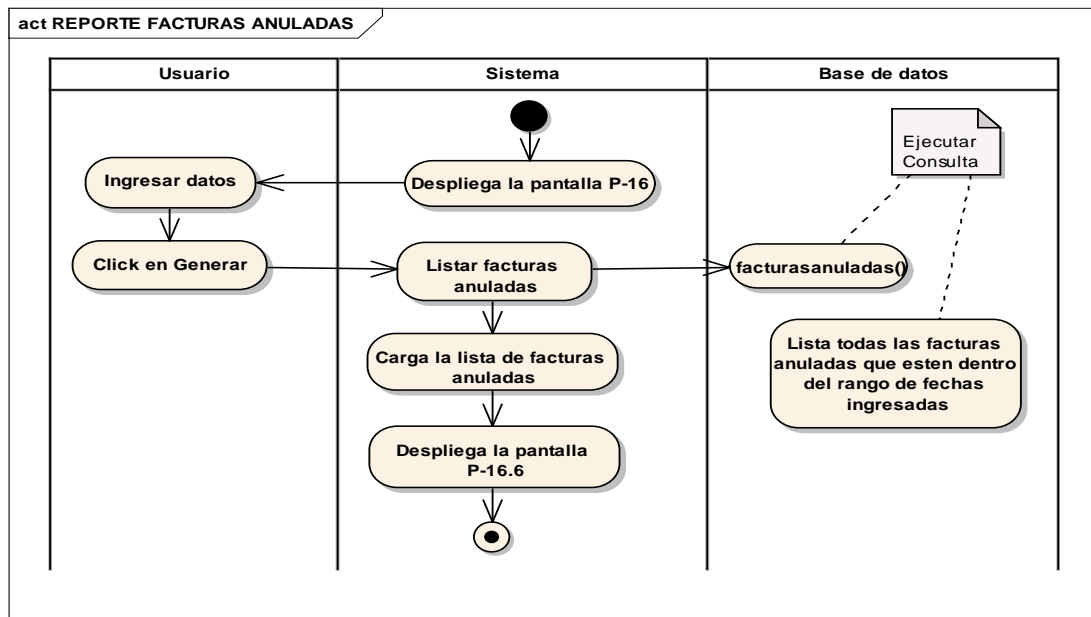 act REPORTE FACTURAS ANULADAS
Usuario
Sistema
Base de datos
Ejecutar
Consulta
Ingresar datos
Despliega la pantalla P-16
Click en Generar
Listar facturas
anuladas
facturasanuladas()
Carga la lista de facturas
anuladas
Lista todas las facturas
anuladas que esten dentro
del rango de fechas
ingresadas
Despliega la pantalla
P-16.6